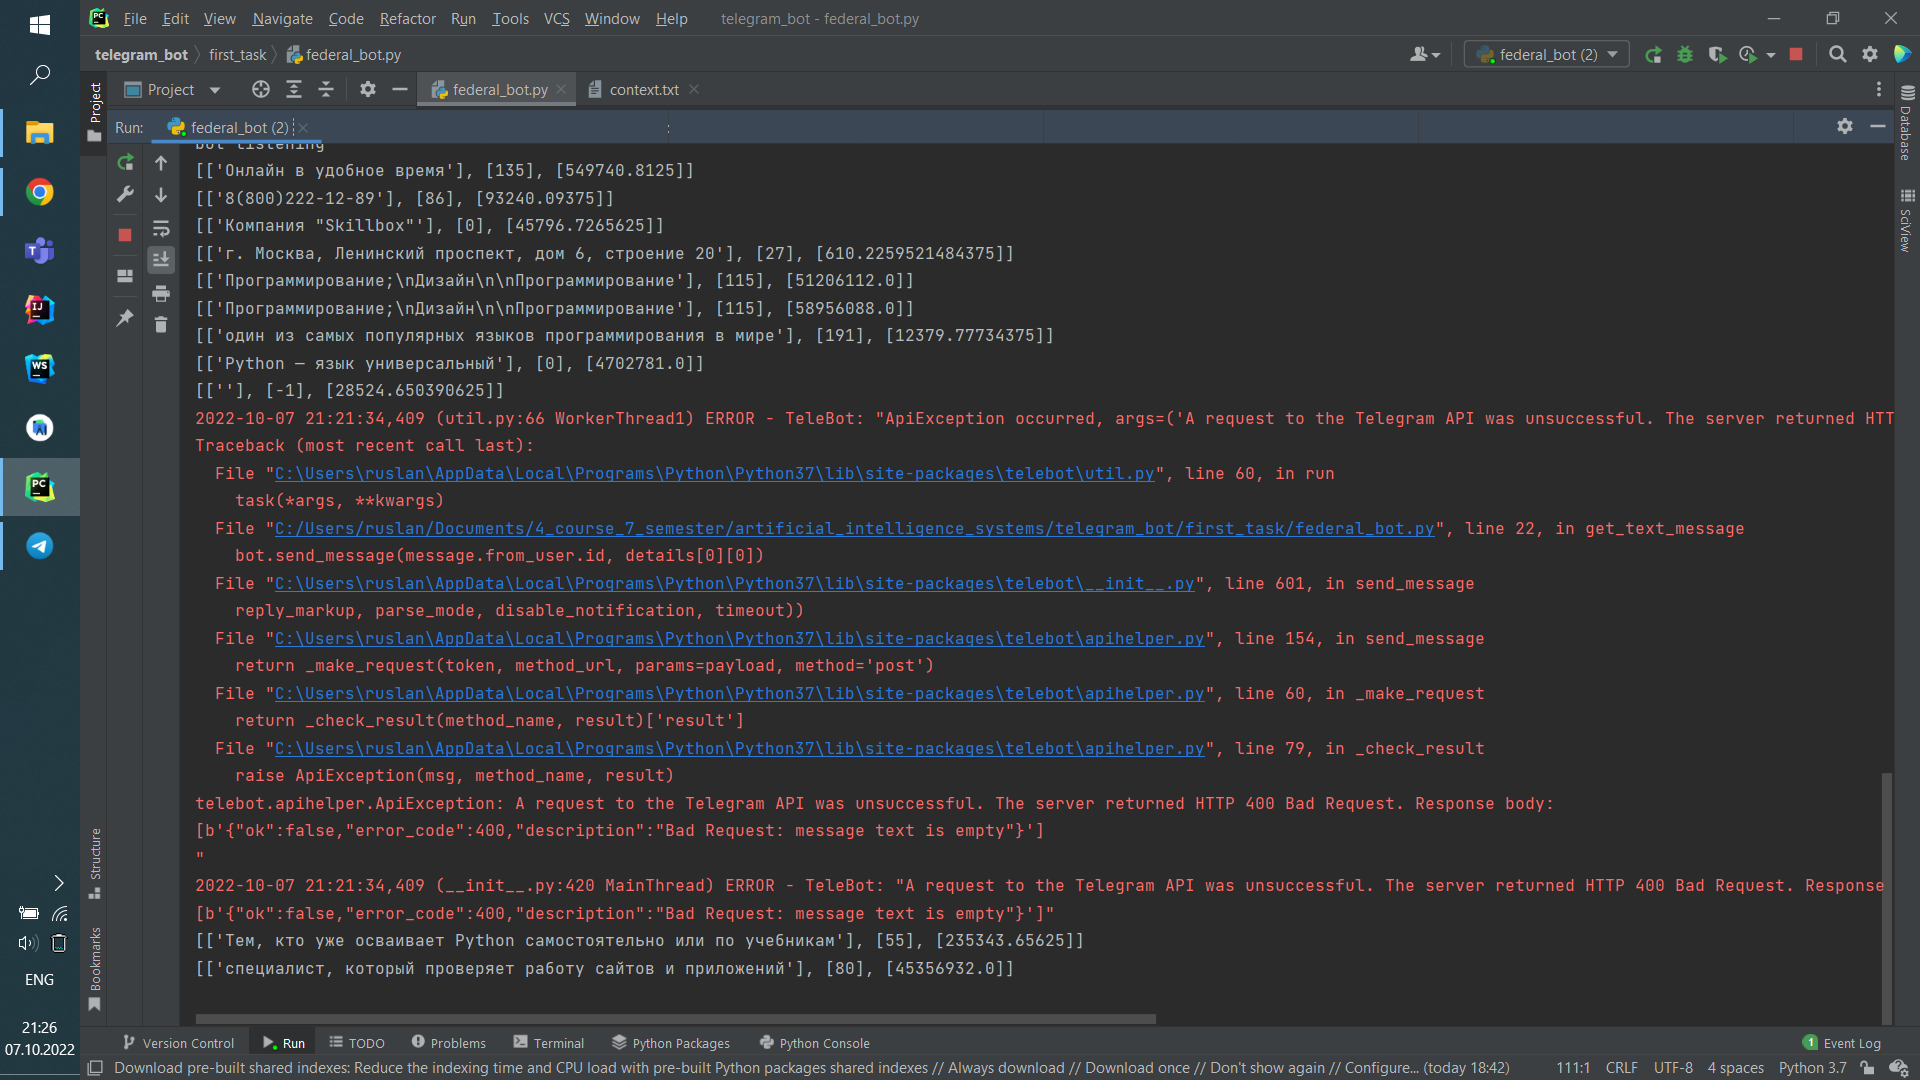 File Edit View Navigate Code Refactor Run Tools VCS Window Help telegram_bot - federal_bot.py
telegram_bot first_task federal_bot.py federal_bot (2)
Project federal_bot.py context.txt
Project
Database
SciView
Run: federal_bot (2)
bot listening
[['Онлайн в удобное время'], [135], [549740.8125]]
[['8(800)222-12-89'], [86], [93240.09375]]
[['Компания "Skillbox"'], [0], [45796.7265625]]
[['г. Москва, Ленинский проспект, дом 6, строение 20'], [27], [610.2259521484375]]
[['Программирование;\nДизайн\n\nПрограммирование'], [115], [51206112.0]]
[['Программирование;\nДизайн\n\nПрограммирование'], [115], [58956088.0]]
[['один из самых популярных языков программирования в мире'], [191], [12379.77734375]]
[['Python – язык универсальный'], [0], [4702781.0]]
[[''], [-1], [28524.650390625]]
2022-10-07 21:21:34,409 (util.py:66 WorkerThread1) ERROR - TeleBot: "ApiException occurred, args=('A request to the Telegram API was unsuccessful. The server returned HTT
Traceback (most recent call last):
File "C:\Users\ruslan\AppData\Local\Programs\Python\Python37\lib\site-packages\telebot\util.py", line 60, in run
task(*args, **kwargs)
File "C:/Users/ruslan/Documents/4_course_7_semester/artificial_intelligence_systems/telegram_bot/first_task/federal_bot.py", line 22, in get_text_message
bot.send_message(message.from_user.id, details[0][0])
File "C:\Users\ruslan\AppData\Local\Programs\Python\Python37\lib\site-packages\telebot\__init__.py", line 601, in send_message
reply_markup, parse_mode, disable_notification, timeout))
File "C:\Users\ruslan\AppData\Local\Programs\Python\Python37\lib\site-packages\telebot\apihelper.py", line 154, in send_message
return _make_request(token, method_url, params=payload, method='post')
File "C:\Users\ruslan\AppData\Local\Programs\Python\Python37\lib\site-packages\telebot\apihelper.py", line 60, in _make_request
return _check_result(method_name, result)['result']
File "C:\Users\ruslan\AppData\Local\Programs\Python\Python37\lib\site-packages\telebot\apihelper.py", line 79, in _check_result
raise ApiException(msg, method_name, result)
telebot.apihelper.ApiException: A request to the Telegram API was unsuccessful. The server returned HTTP 400 Bad Request. Response body:
[b'{"ok":false,"error_code":400,"description":"Bad Request: message text is empty"}']
"
2022-10-07 21:21:34,409 (__init__.py:420 MainThread) ERROR - TeleBot: "A request to the Telegram API was unsuccessful. The server returned HTTP 400 Bad Request. Response
[b'{"ok":false,"error_code":400,"description":"Bad Request: message text is empty"}']"
[['Тем, кто уже осваивает Python самостоятельно или по учебникам'], [55], [235343.65625]]
[['специалист, который проверяет работу сайтов и приложений'], [80], [45356932.0]]
Structure
Bookmarks
Version Control Run TODO Problems Terminal Python Packages Python Console 1 Event Log
Download pre-built shared indexes: Reduce the indexing time and CPU load with pre-built Python packages shared indexes // Always download // Download once // Don't show again // Configure... (today 18:42) 111:1 CRLF UTF-8 4 spaces Python 3.7
ENG
21:26
07.10.2022
PC
IJ
WS
PC